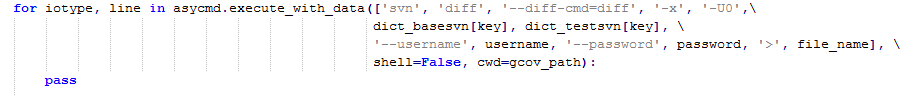 for iotype, line in asycmd.execute_with_data(['svn', 'diff', '--diff-cmd=diff', '-x', '-U0',\
dict_basesvn[key], dict_testsvn[key], \
'--username', username, '--password', password, '>', file_name], \
shell=False, cwd=gcov_path):
pass